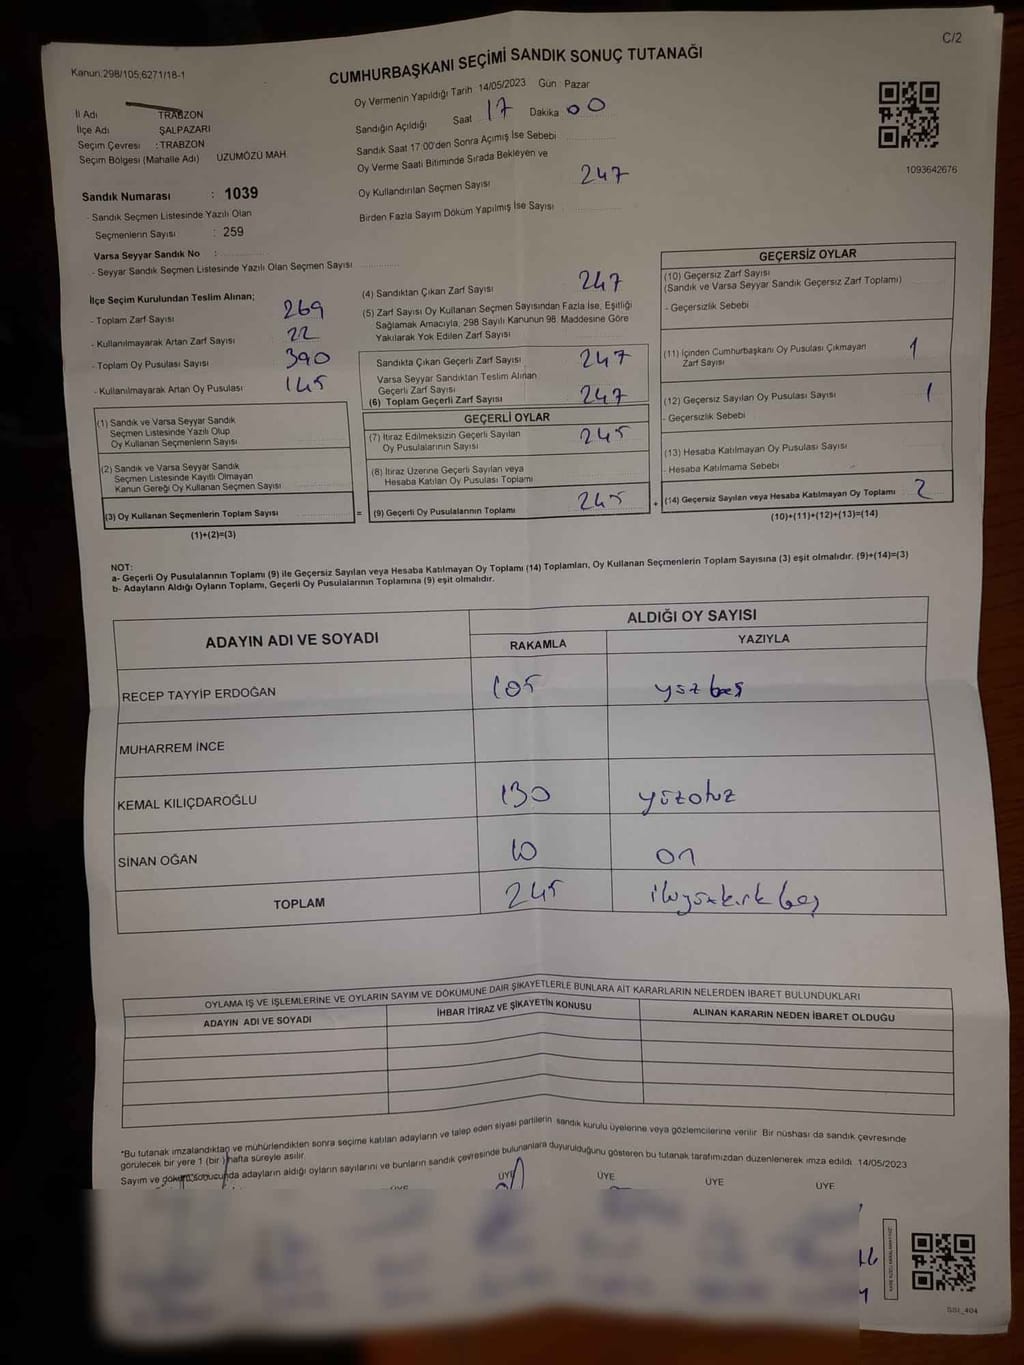 C/2
Kanun:298/105;6271/18-1
CUMHURBAŞKANI SEÇİMİ SANDIK SONUÇ TUTANAĞI
İl Adı TRABZON
İlçe Adı ŞALPAZARI
Seçim Çevresi : TRABZON
Seçim Bölgesi (Mahalle Adı) ÜZÜMÖZÜ MAH.
Oy Vermenin Yapıldığı Tarih 14/05/2023 Gün Pazar
Sandığın Açıldığı Saat 17 Dakika 00
Sandık Saat 17:00'den Sonra Açımış İse Sebebi
Oy Verme Saati Bitiminde Sırada Bekleyen ve
Oy Kullandırılan Seçmen Sayısı 247
Birden Fazla Sayım Döküm Yapılmış İse Sayısı
1093642676
Sandık Numarası : 1039
- Sandık Seçmen Listesinde Yazılı Olan
Seçmenlerin Sayısı : 259
Varsa Seyyar Sandık No :
- Seyyar Sandık Seçmen Listesinde Yazılı Olan Seçmen Sayısı
İlçe Seçim Kurulundan Teslim Alınan;
- Toplam Zarf Sayısı 269
- Kullanılmayarak Artan Zarf Sayısı 22
- Toplam Oy Pusulası Sayısı 390
- Kullanılmayarak Artan Oy Pusulası 145
(1) Sandık ve Varsa Seyyar Sandık
Seçmen Listesinde Yazılı Olup
Oy Kullanan Seçmenlerin Sayısı
(2) Sandık ve Varsa Seyyar Sandık
Seçmen Listesinde Kayıtlı Olmayan
Kanun Gereği Oy Kullanan Seçmen Sayısı
(3) Oy Kullanan Seçmenlerin Toplam Sayısı
(1)+(2)=(3)
=
(4) Sandıktan Çıkan Zarf Sayısı 247
(5) Zarf Sayısı Oy Kullanan Seçmen Sayısından Fazla İse, Eşitliği
Sağlamak Amacıyla, 298 Sayılı Kanunun 98. Maddesine Göre
Yakılarak Yok Edilen Zarf Sayısı
Sandıkta Çıkan Geçerli Zarf Sayısı 247
Varsa Seyyar Sandıktan Teslim Alınan
Geçerli Zarf Sayısı
(6) Toplam Geçerli Zarf Sayısı 247
GEÇERLİ OYLAR
(7) İtiraz Edilmeksizin Geçerli Sayılan
Oy Pusulalarının Sayısı 245
(8) İtiraz Üzerine Geçerli Sayılan veya
Hesaba Katılan Oy Pusulası Toplamı
(9) Geçerli Oy Pusulalarının Toplamı 245
+
GEÇERSİZ OYLAR
(10) Geçersiz Zarf Sayısı
(Sandık ve Varsa Seyyar Sandık Geçersiz Zarf Toplamı)
- Geçersizlik Sebebi
(11) İçinden Cumhurbaşkanı Oy Pusulası Çıkmayan
Zarf Sayısı 1
(12) Geçersiz Sayılan Oy Pusulası Sayısı 1
- Geçersizlik Sebebi
(13) Hesaba Katılmayan Oy Pusulası Sayısı
- Hesaba Katılmama Sebebi
(14) Geçersiz Sayılan veya Hesaba Katılmayan Oy Toplamı 2
(10)+(11)+(12)+(13)=(14)
NOT:
a- Geçerli Oy Pusulalarının Toplamı (9) ile Geçersiz Sayılan veya Hesaba Katılmayan Oy Toplamı (14) Toplamları, Oy Kullanan Seçmenlerin Toplam Sayısına (3) eşit olmalıdır. (9)+(14)=(3)
b- Adayların Aldığı Oyların Toplamı, Geçerli Oy Pusulalarının Toplamına (9) eşit olmalıdır.
ADAYIN ADI VE SOYADI
ALDIĞI OY SAYISI
RAKAMLA YAZIYLA
RECEP TAYYİP ERDOĞAN 105 yüzbeş
MUHARREM İNCE
KEMAL KILIÇDAROĞLU 130 yüzotuz
SİNAN OĞAN 10 on
TOPLAM 245 ikiyüzkırkbeş
OYLAMA İŞ VE İŞLEMLERİNE VE OYLARIN SAYIM VE DÖKÜMÜNE DAİR ŞİKAYETLERLE BUNLARA AİT KARARLARIN NELERDEN İBARET BULUNDUKLARI
ADAYIN ADI VE SOYADI İHBAR İTİRAZ VE ŞİKAYETİN KONUSU ALINAN KARARIN NEDEN İBARET OLDUĞU
*Bu tutanak imzalandıktan ve mühürlendikten sonra seçime katılan adayların ve talep eden siyasi partilerin sandık kurulu üyelerine veya gözlemcilerine verilir. Bir nüshası da sandık çevresinde
görülecek bir yere 1 (bir) hafta süreyle asılır.
Sayım ve döküm sonucunda adayların aldığı oyların sayılarını ve bunların sandık çevresinde bulunanlara duyurulduğunu gösteren bu tutanak tarafımızdan düzenlenerek imza edildi. 14/05/2023
ÜYE ÜYE ÜYE ÜYE ÜYE